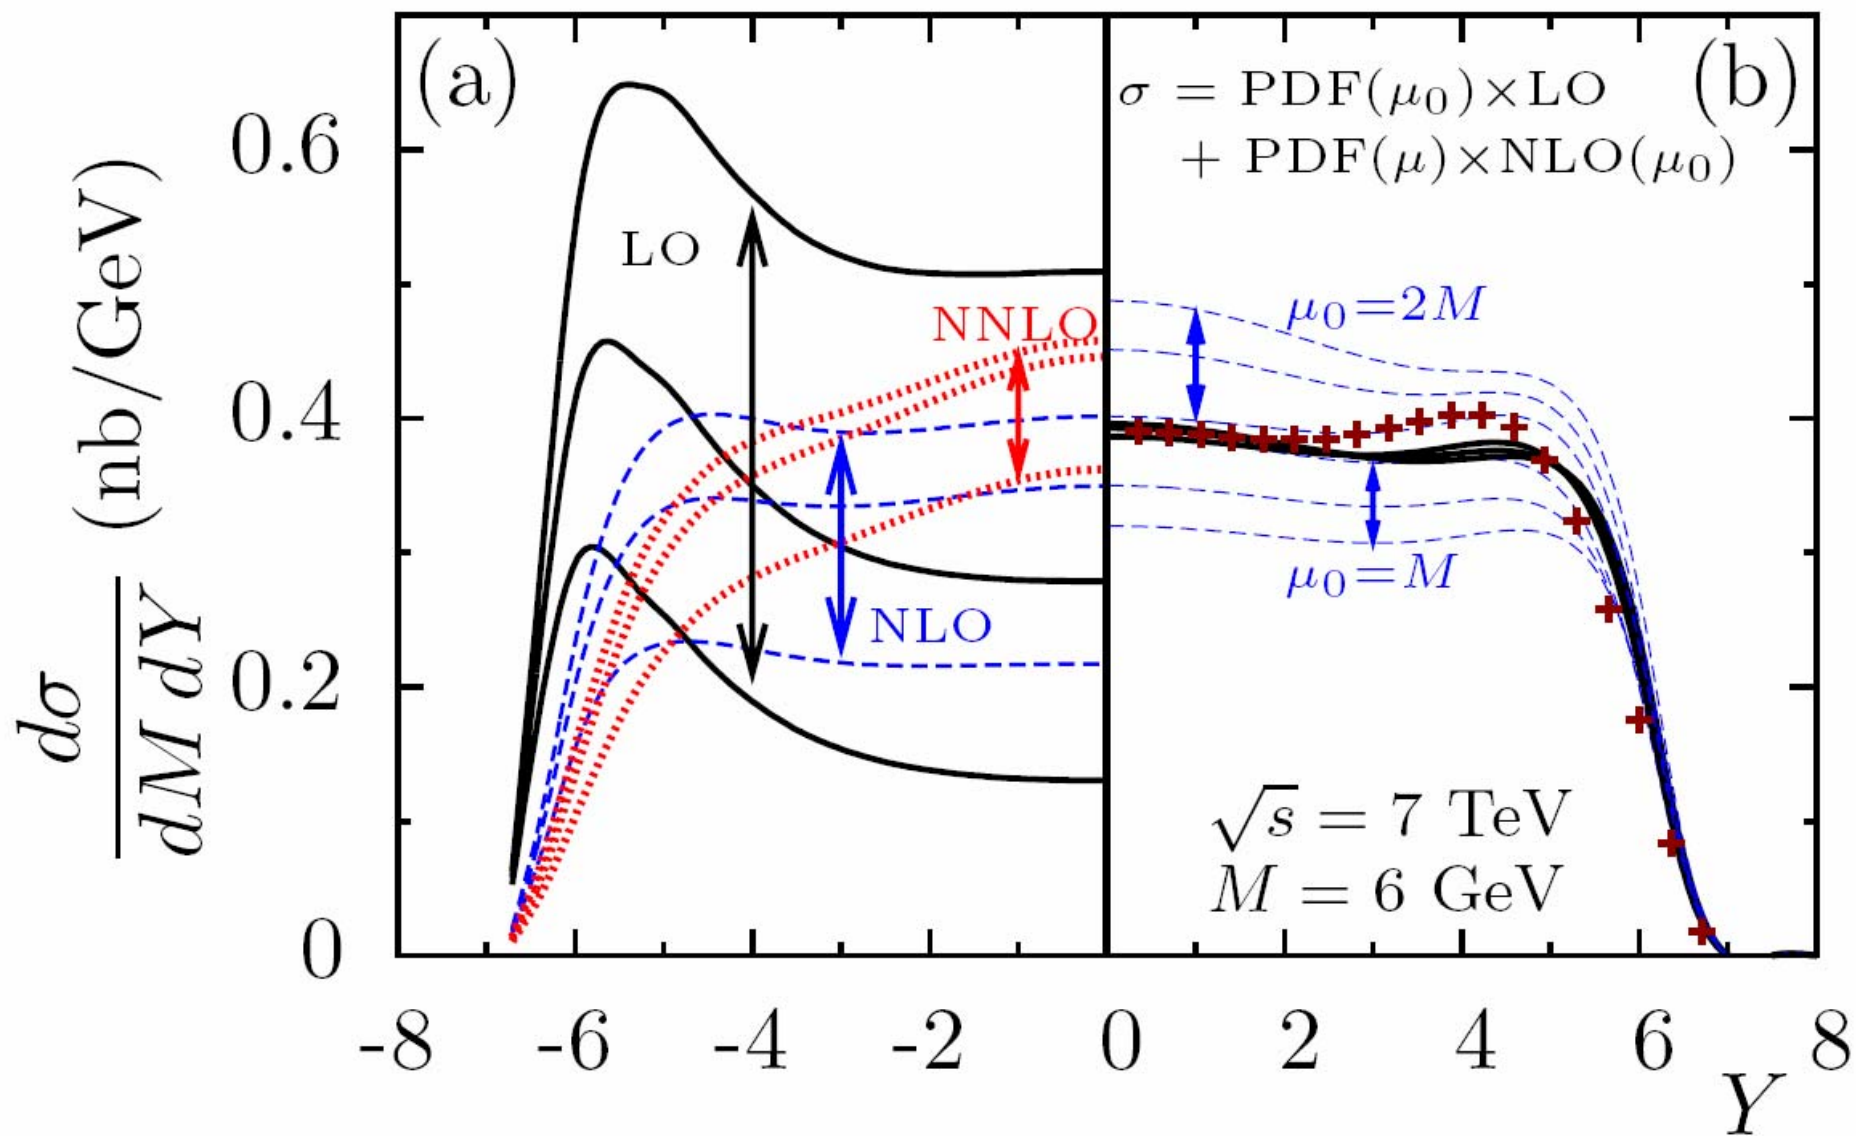 (a)
(b)
σ = PDF(μ₀)×LO
+ PDF(μ)×NLO(μ₀)
0.6
0.4
0.2
0
dσ
dM dY
(nb/GeV)
LO
NNLO
NLO
μ₀=2M
μ₀=M
√s = 7 TeV
M = 6 GeV
-8 -6 -4 -2 0 2 4 6 8
Y